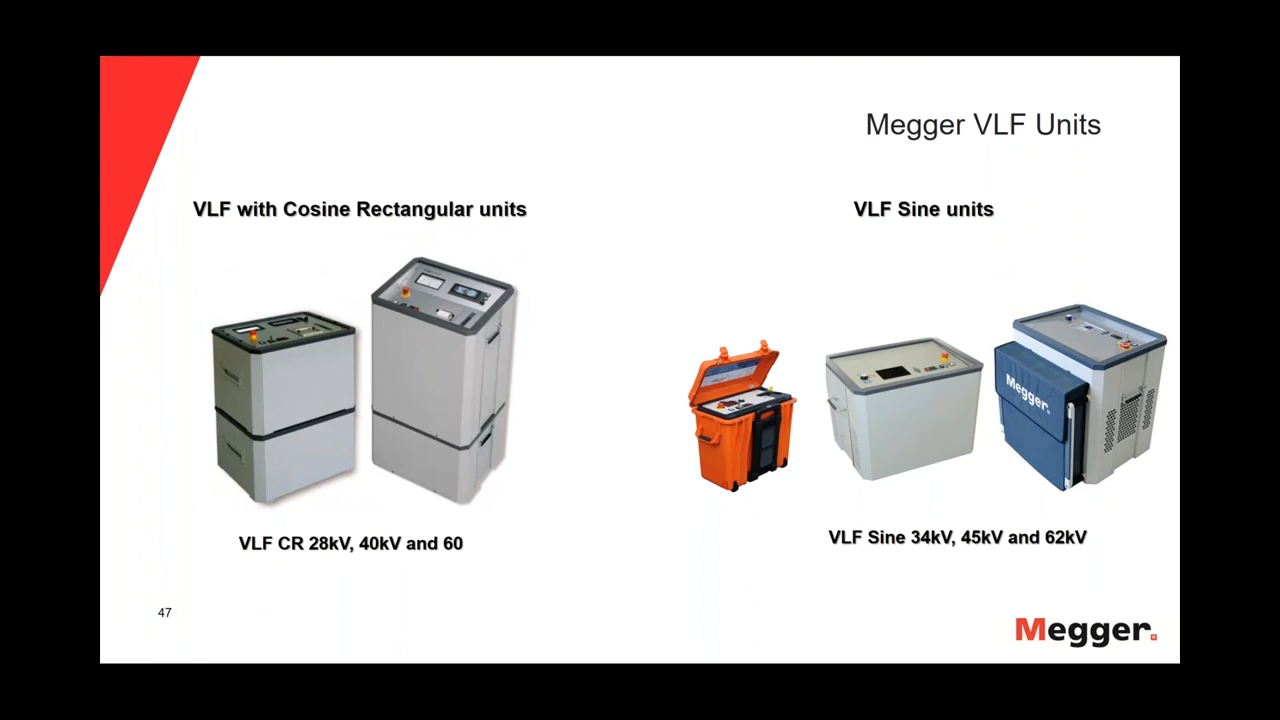 Megger VLF Units
VLF with Cosine Rectangular units
VLF Sine units
Megger.
VLF CR 28kV, 40kV and 60
VLF Sine 34kV, 45kV and 62kV
47
Megger.